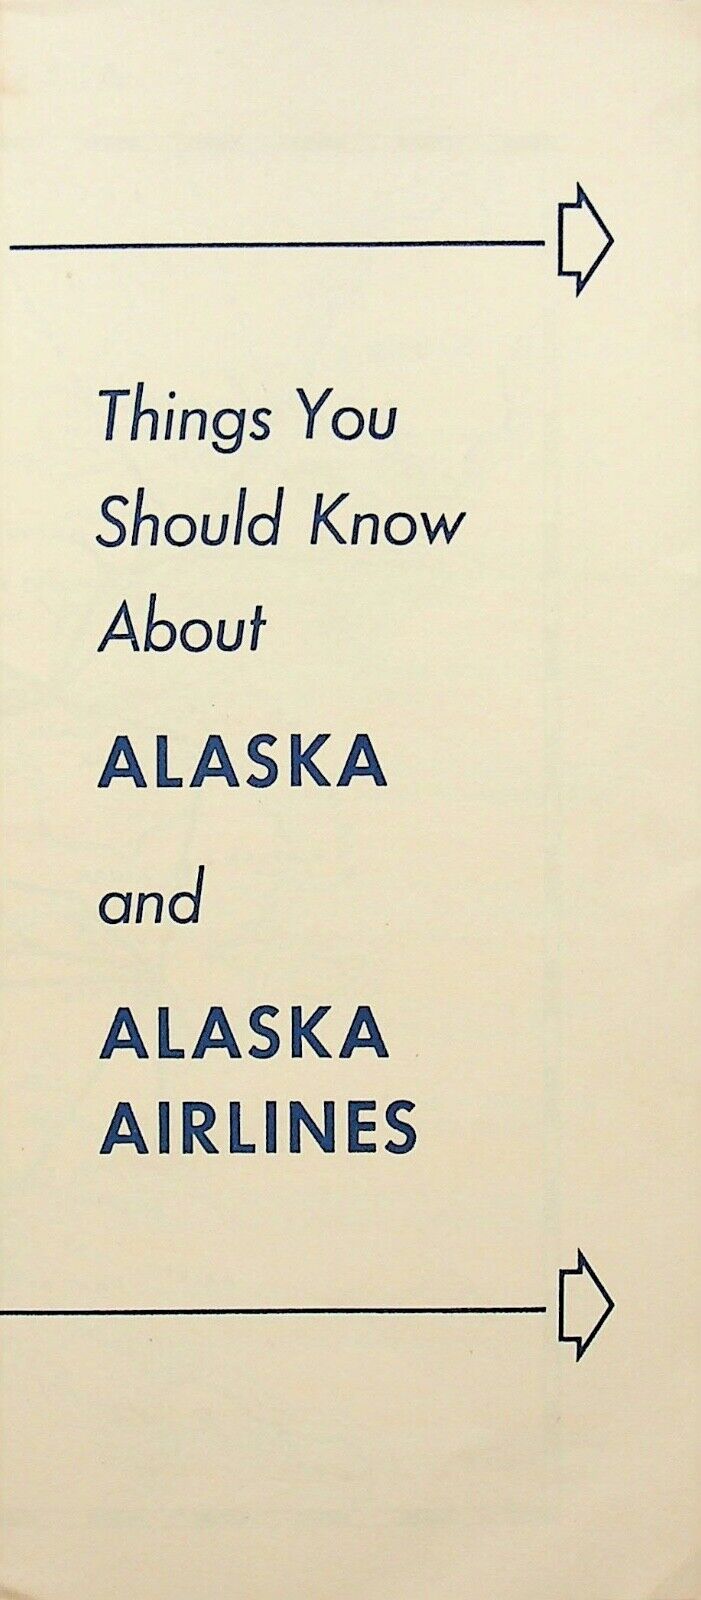 Things You
Should Know
About
ALASKA
and
ALASKA
AIRLINES